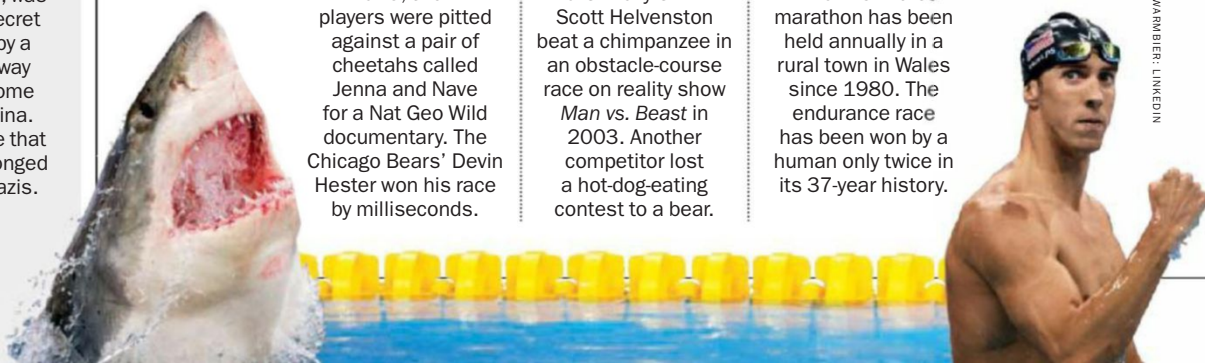 ecret
by a
way
ome
ina.
e that
onged
azis.
players were pitted
against a pair of
cheetahs called
Jenna and Nave
for a Nat Geo Wild
documentary. The
Chicago Bears' Devin
Hester won his race
by milliseconds.
Scott Helvenston
beat a chimpanzee in
an obstacle-course
race on reality show
Man vs. Beast in
2003. Another
competitor lost
a hot-dog-eating
contest to a bear.
marathon has been
held annually in a
rural town in Wales
since 1980. The
endurance race
has been won by a
human only twice in
its 37-year history.
WARMBIER: LINKEDIN